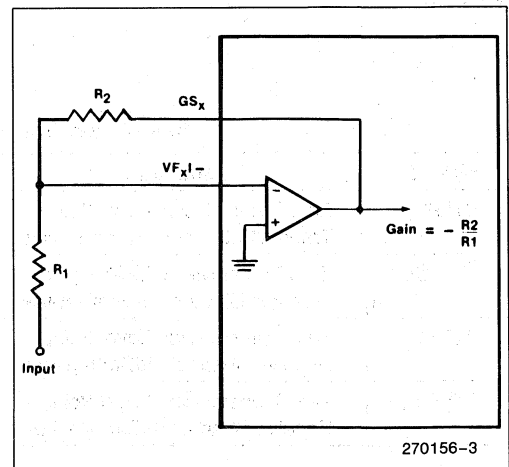 R2
GSx
VFxI–
–
+
Gain = - R2/R1
R1
Input
270156-3